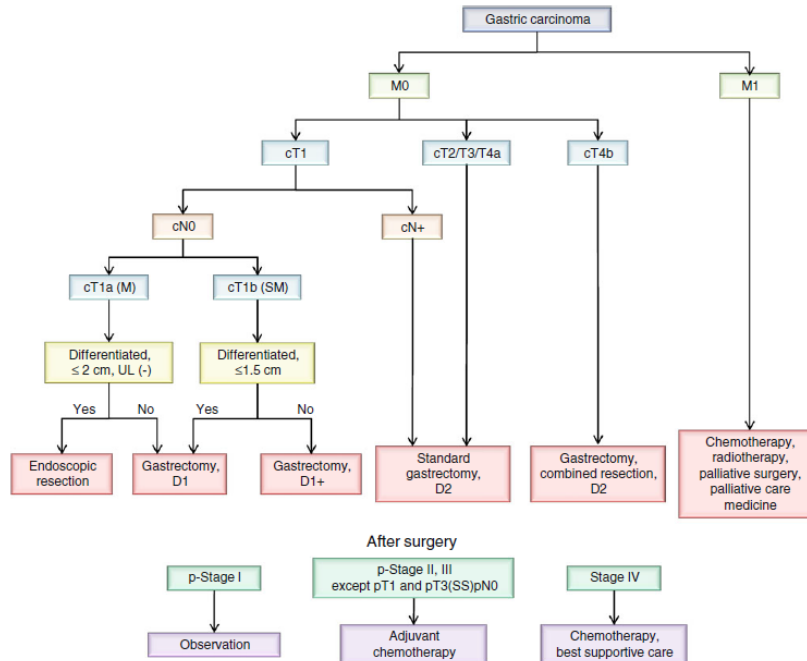 Gastric carcinoma
M0
M1
cT1
cT2/T3/T4a
cT4b
cN0
cN+
cT1a (M)
cT1b (SM)
Differentiated,
≤ 2 cm, UL (-)
Differentiated,
≤1.5 cm
Yes
No
Yes
No
Endoscopic
resection
Gastrectomy,
D1
Gastrectomy,
D1+
Standard
gastrectomy,
D2
Gastrectomy,
combined resection,
D2
Chemotherapy,
radiotherapy,
palliative surgery,
palliative care
medicine
After surgery
p-Stage I
p-Stage II, III
except pT1 and pT3(SS)pN0
Stage IV
Observation
Adjuvant
chemotherapy
Chemotherapy,
best supportive care